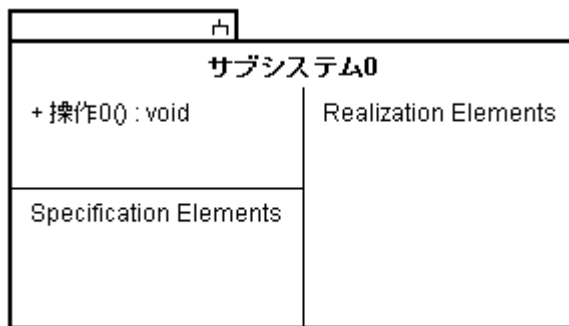 サブシステム0
+ 操作0() : void
Realization Elements
Specification Elements